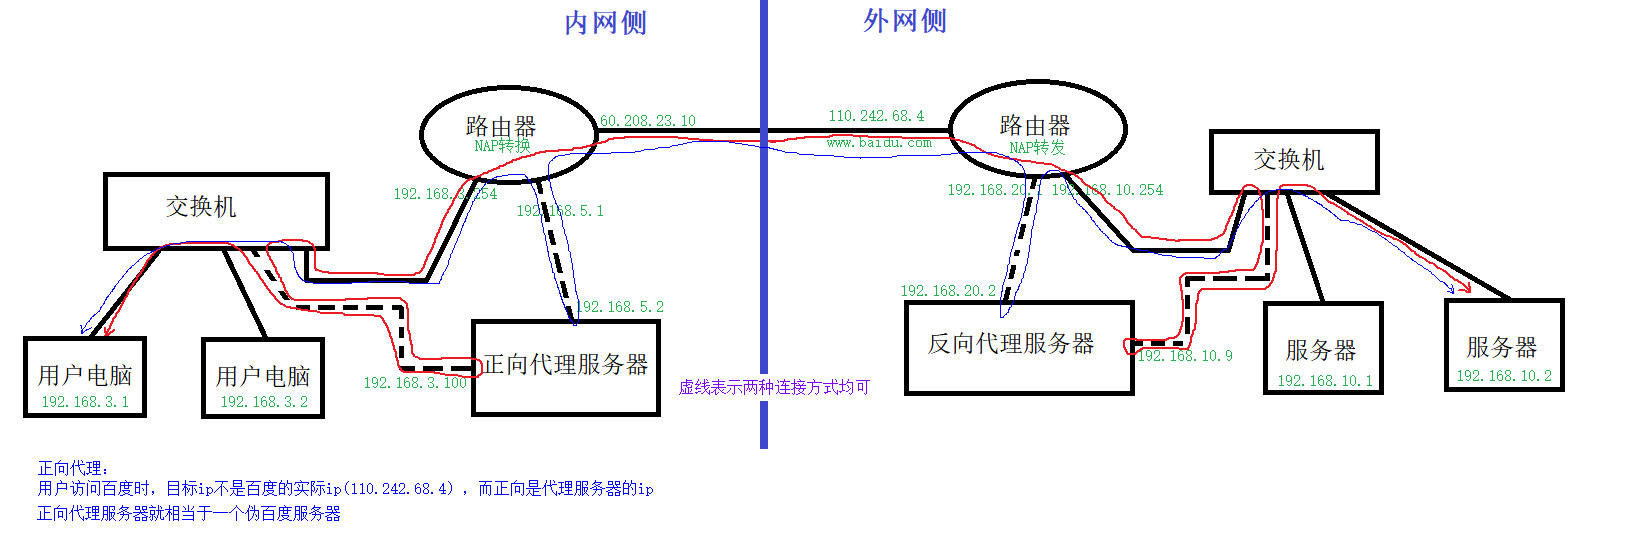 内网侧
外网侧
路由器
NAP转换
60.208.23.10
110.242.68.4
www.baidu.com
路由器
NAP转发
交换机
交换机
192.168.3.254
192.168.5.1
192.168.20.1
192.168.10.254
192.168.5.2
192.168.20.2
用户电脑
192.168.3.1
用户电脑
192.168.3.2
192.168.3.100
正向代理服务器
反向代理服务器
192.168.10.9
服务器
192.168.10.1
服务器
192.168.10.2
虚线表示两种连接方式均可
正向代理:
用户访问百度时, 目标ip不是百度的实际ip(110.242.68.4) , 而正向是代理服务器的ip
正向代理服务器就相当于一个伪百度服务器